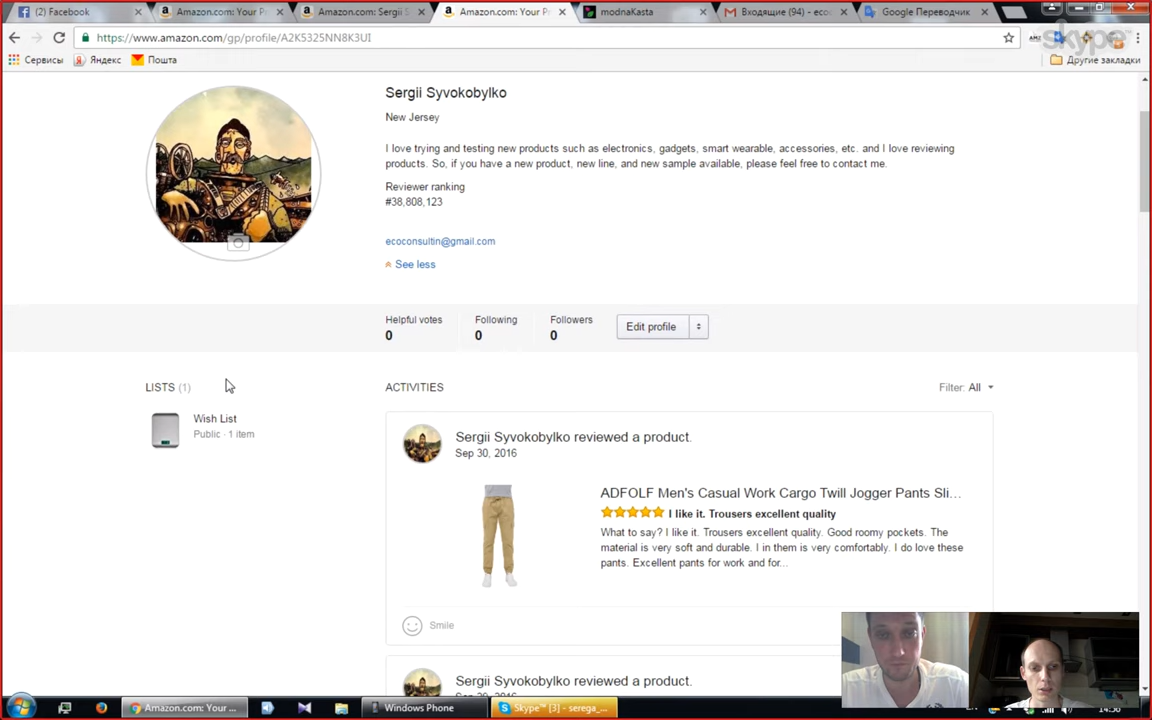 (2) Facebook
Amazon.com: Your P
Amazon.com: Sergii S
Amazon.com: Your P
modnaKasta
Входящие (94) - eco
Google Переводчик
https://www.amazon.com/gp/profile/A2K5325NN8K3UI
skype™
Сервисы
Яндекс
Почта
Другие закладки
Sergii Syvokobylko
New Jersey
I love trying and testing new products such as electronics, gadgets, smart wearable, accessories, etc. and I love reviewing
products. So, if you have a new product, new line, and new sample available, please feel free to contact me.
Reviewer ranking
#38,808,123
ecoconsultin@gmail.com
See less
Helpful votes
0
Following
0
Followers
0
Edit profile
LISTS (1)
Wish List
Public · 1 item
ACTIVITIES
Filter: All
Sergii Syvokobylko reviewed a product.
Sep 30, 2016
ADFOLF Men's Casual Work Cargo Twill Jogger Pants Sli...
I like it. Trousers excellent quality
What to say? I like it. Trousers excellent quality. Good roomy pockets. The
material is very soft and durable. I in them is very comfortably. I do love these
pants. Excellent pants for work and for...
Smile
Sergii Syvokobylko reviewed a product.
Amazon.com: Your ...
Windows Phone
Skype™ [3] - serega_...
14:56